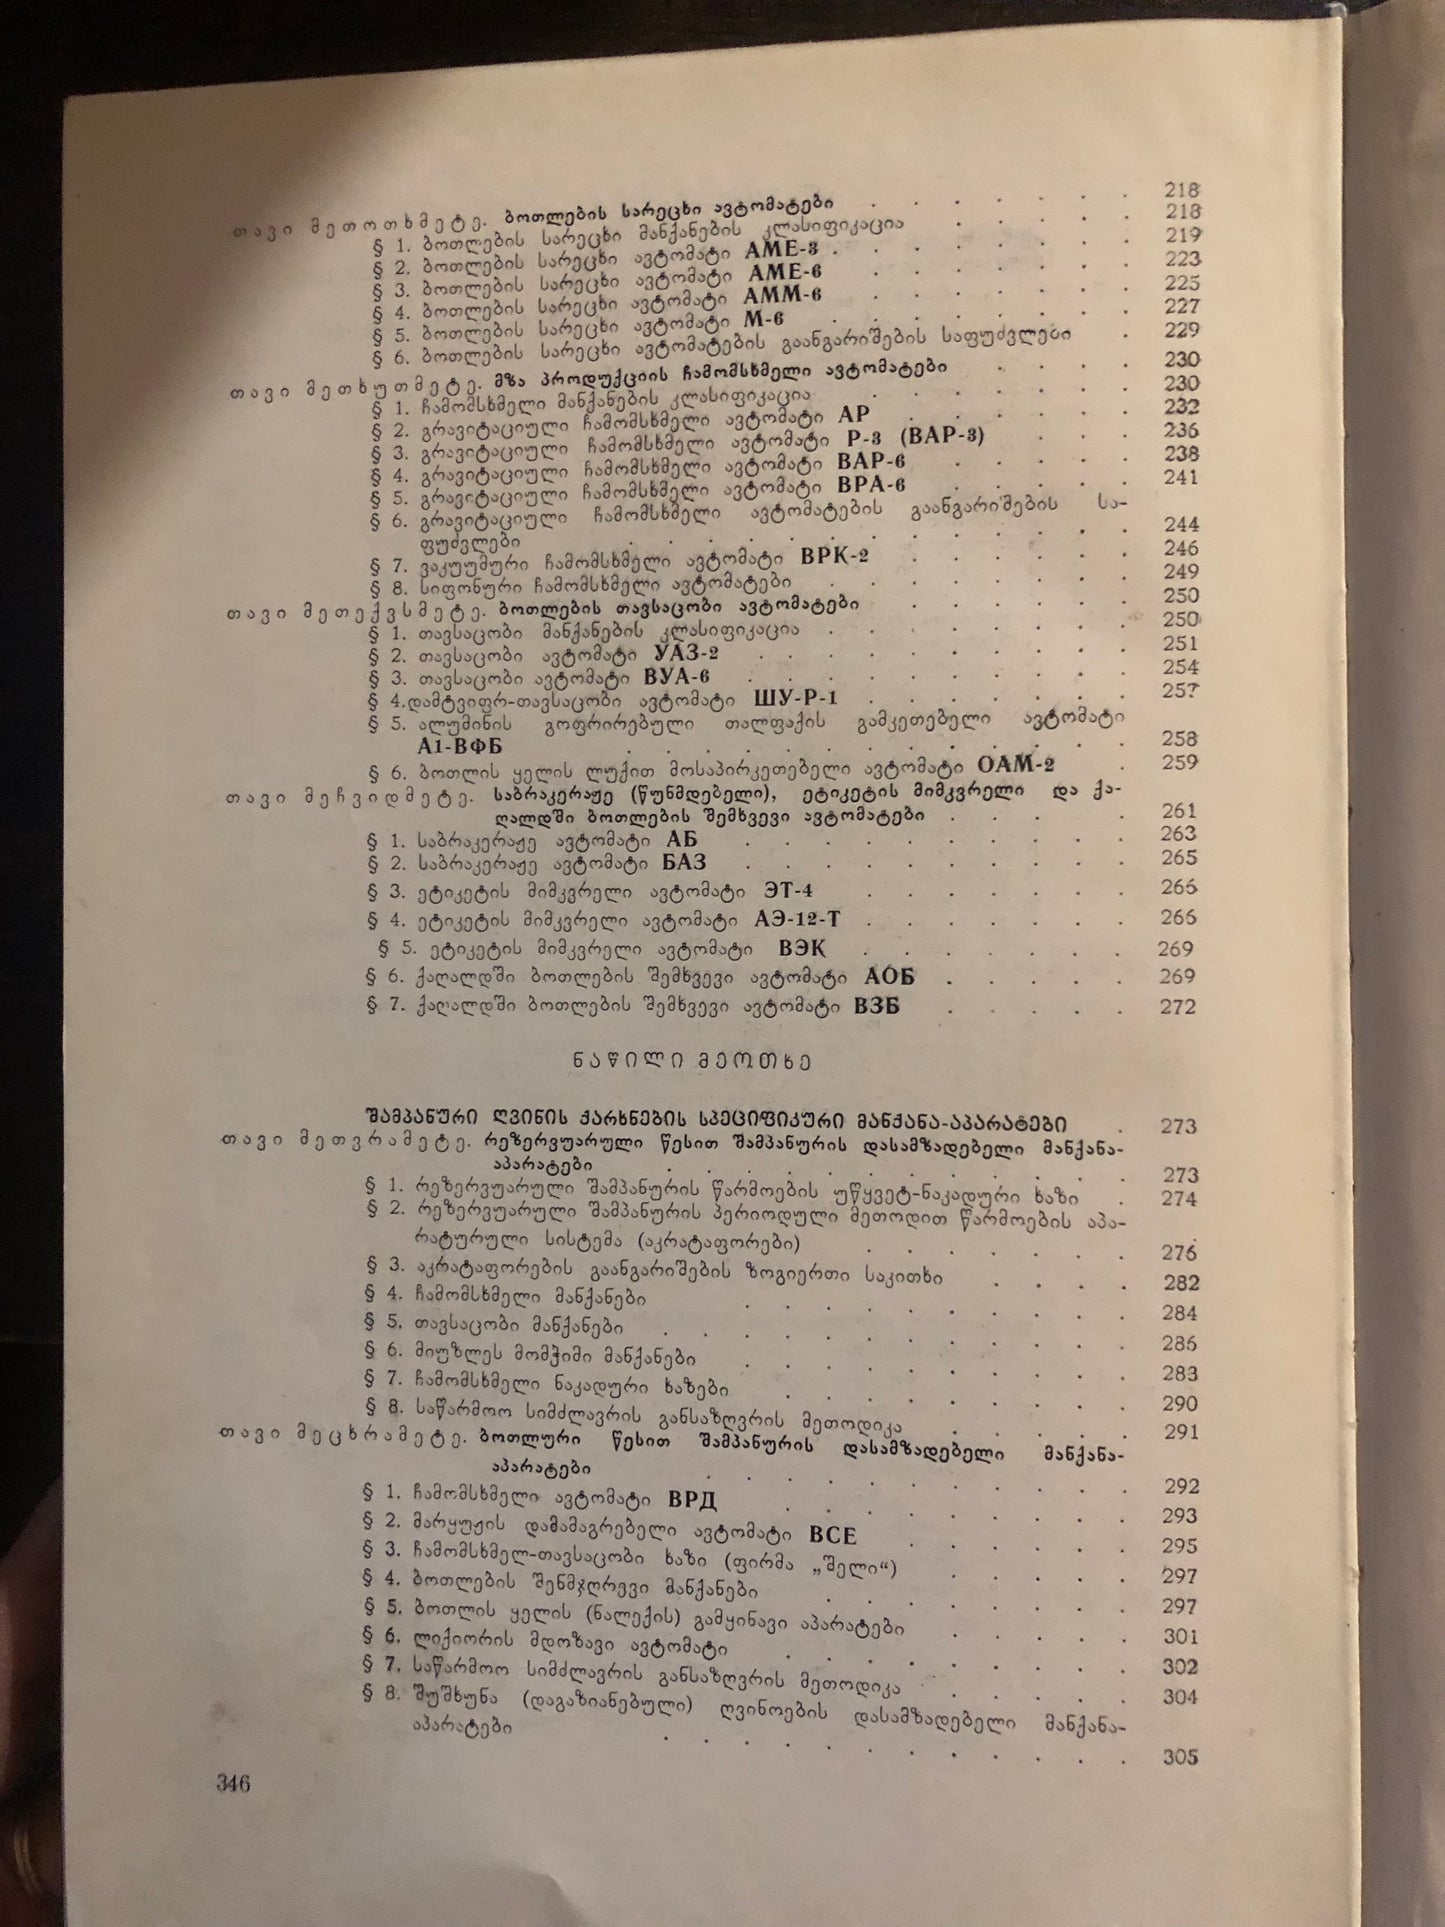 თავი მეთოთხმეტე. ბოთლების სარეცხი ავტომატები . . . . . . 218
§ 1. ბოთლების სარეცხი მანქანების კლასიფიკაცია . . . . . 218
§ 2. ბოთლების სარეცხი ავტომატი АМЕ-3 . . . . . . . 219
§ 3. ბოთლების სარეცხი ავტომატი АМЕ-6 . . . . . . 223
§ 4. ბოთლების სარეცხი ავტომატი АММ-6 . . . . . . 225
§ 5. ბოთლების სარეცხი ავტომატი М-6 . . . . . . . 227
§ 6. ბოთლების სარეცხი ავტომატების გაანგარიშების საფუძვლები . 229
თავი მეთხუთმეტე. მზა პროდუქციის ჩამომსხმელი ავტომატები . . . . 230
§ 1. ჩამომსხმელი მანქანების კლასიფიკაცია . . . . . . 230
§ 2. გრავიტაციული ჩამომსხმელი ავტომატი АР . . . . . . 232
§ 3. გრავიტაციული ჩამომსხმელი ავტომატი Р-3 (ВАР-3) . . . 236
§ 4. გრავიტაციული ჩამომსხმელი ავტომატი ВАР-6 . . . . . 238
§ 5. გრავიტაციული ჩამომსხმელი ავტომატი ВРА-6 . . . . . 241
§ 6. გრავიტაციული ჩამომსხმელი ავტომატების გაანგარიშების სა-
ფუძვლები . . . . . . . . . . . . . 244
§ 7. ვაკუუმური ჩამომსხმელი ავტომატი ВРК-2 . . . . . . 246
§ 8. სიფონური ჩამომსხმელი ავტომატები . . . . . . . . 249
თავი მეთექვსმეტე. ბოთლების თავსაცობი ავტომატები . . . . . . 250
§ 1. თავსაცობი მანქანების კლასიფიკაცია . . . . . . . 250
§ 2. თავსაცობი ავტომატი УАЗ-2 . . . . . . . . . 251
§ 3. თავსაცობი ავტომატი ВУА-6 . . . . . . . . . . 254
§ 4.დამტვიფრ-თავსაცობი ავტომატი ШУ-Р-1 . . . . . . . 257
§ 5. ალუმინის გოფრირებული თალფაქის გამკეთებელი ავტომატი
А1-ВФБ . . . . . . . . . . . . . 258
§ 6. ბოთლის ყელის ლუქით მოსაპირკეთებელი ავტომატი ОАМ-2 . 259
თავი მეჩვიდმეტე. საბრაკერაჟე (წუნმდებელი), ეტიკეტის მიმკვრელი და ქა-
ღალდში ბოთლების შემხვევი ავტომატები . . . . 261
§ 1. საბრაკერაჟე ავტომატი АБ . . . . . . . . . . 263
§ 2. საბრაკერაჟე ავტომატი БАЗ . . . . . . . . . . 265
§ 3. ეტიკეტის მიმკვრელი ავტომატი ЭТ-4 . . . . . . . 266
§ 4. ეტიკეტის მიმკვრელი ავტომატი АЭ-12-Т . . . . . . . 266
§ 5. ეტიკეტის მიმკვრელი ავტომატი ВЭК . . . . . . . 269
§ 6. ქაღალდში ბოთლების შემხვევი ავტომატი АОБ . . . . . 269
§ 7. ქაღალდში ბოთლების შემხვევი ავტომატი ВЗБ . . . . . 272
ნაწილი მეოთხე
შამპანური ღვინის ქარხნების სპეციფიკური მანქანა-აპარატები . 273
თავი მეთვრამეტე. რეზერვუარული წესით შამპანურის დასამზადებელი მანქანა-
აპარატები . . . . . . . . . . . . 273
§ 1. რეზერვუარული შამპანურის წარმოების უწყვეტ-ნაკადური ხაზი . 274
§ 2. რეზერვუარული შამპანურის პერიოდული მეთოდით წარმოების აპა-
რატურული სისტემა (აკრატაფორები) . . . . . . . 276
§ 3. აკრატაფორების გაანგარიშების ზოგიერთი საკითხი . . . . 282
§ 4. ჩამომსხმელი მანქანები . . . . . . . . . . 284
§ 5. თავსაცობი მანქანები . . . . . . . . . . . . 286
§ 6. მიუზლეს მომჭიმი მანქანები . . . . . . . . . . 283
§ 7. ჩამომსხმელი ნაკადური ხაზები . . . . . . . . . 290
§ 8. საწარმოო სიმძლავრის განსაზღვრის მეთოდიკა . . . . . 291
თავი მეცხრამეტე. ბოთლური წესით შამპანურის დასამზადებელი მანქანა-
აპარატები . . . . . . . . . . . 292
§ 1. ჩამომსხმელი ავტომატი ВРД . . . . . . . . . 293
§ 2. მარყუჟის დამამაგრებელი ავტომატი ВСЕ . . . . . . 295
§ 3. ჩამომსხმელ-თავსაცობი ხაზი (ფირმა „შელი“) . . . . . 297
§ 4. ბოთლების შენმჯღრევი მანქანები . . . . . . . . 297
§ 5. ბოთლის ყელის (ნალექის) გამყინავი აპარატები . . . . . 301
§ 6. ლიქიორის მდოზავი ავტომატი . . . . . . . . . 302
§ 7. საწარმოო სიმძლავრის განსაზღვრის მეთოდიკა . . . . . 304
§ 8. შუშხუნა (დაგაზიანებული) ღვინოების დასამზადებელი მანქანა-
აპარატები . . . . . . . . . . . . 305
346